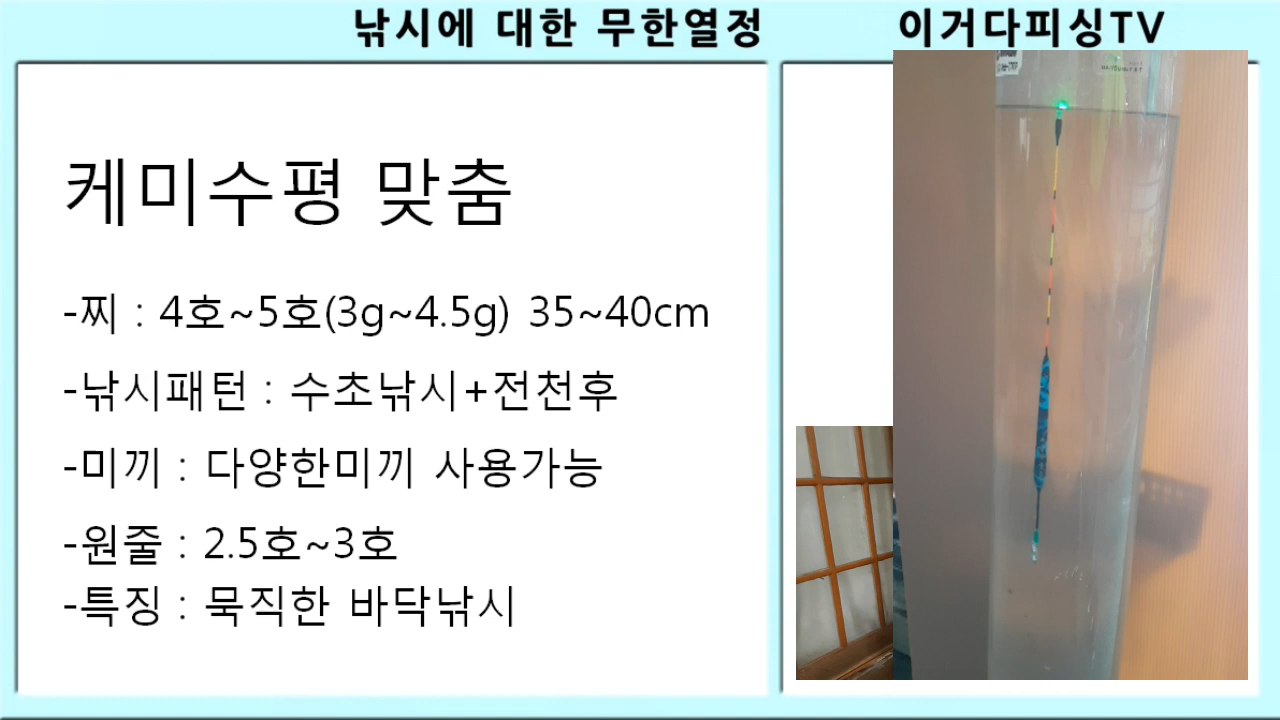 낚시에 대한 무한열정
이거다피싱TV
케미수평 맞춤
-찌 : 4호~5호(3g~4.5g) 35~40cm
-낚시패턴 : 수초낚시+전천후
-미끼 : 다양한미끼 사용가능
-원줄 : 2.5호~3호
-특징 : 묵직한 바닥낚시